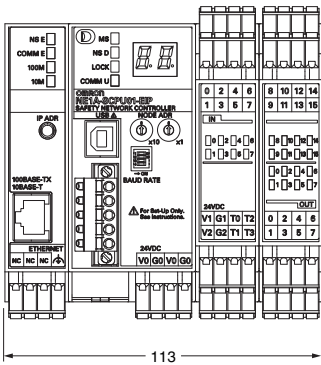 NS E
COMM E
100M
10M
IP ADR
100BASE-TX
10BASE-T
ETHERNET
NC NC NC
MS
NS D
LOCK
COMM U
OMRON
NE1A-SCPU01-EIP
SAFETY NETWORK CONTROLLER
USB
NODE ADR
x10
x1
ON
BAUD RATE
For Set-Up Only.
See Instructions.
24VDC
V0 G0 V0 G0
0 2 4 6
1 3 5 7
IN
0 2 4 6
1 3 5 7
24VDC
V1 G1 T0 T2
V2 G2 T1 T3
8 10 12 14
9 11 13 15
8 10 12 14
9 11 13 15
0 2 4 6
1 3 5 7
OUT
0 2 4 6
1 3 5 7
113